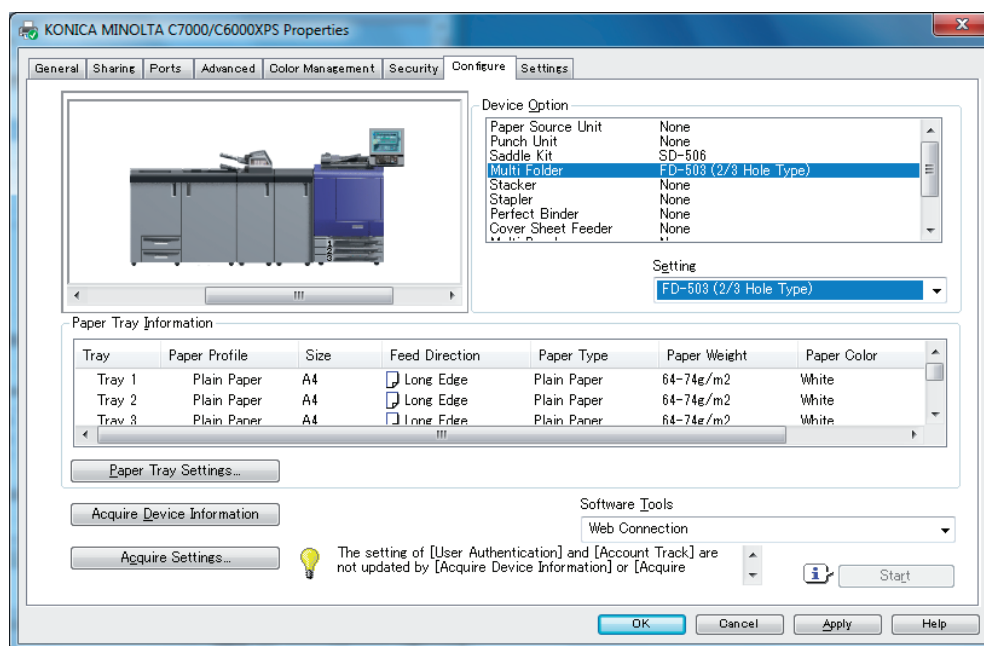 KONICA MINOLTA C7000/C6000XPS Properties
General Sharing Ports Advanced Color Management Security Configure Settings
Device Option
Paper Source Unit None
Punch Unit None
Saddle Kit SD-506
Multi Folder FD-503 (2/3 Hole Type)
Stacker None
Stapler None
Perfect Binder None
Cover Sheet Feeder None
Setting
FD-503 (2/3 Hole Type)
1
2
3
Paper Tray Information
Tray Paper Profile Size Feed Direction Paper Type Paper Weight Paper Color
Tray 1 Plain Paper A4 Long Edge Plain Paper 64-74g/m2 White
Tray 2 Plain Paper A4 Long Edge Plain Paper 64-74g/m2 White
Tray 3 Plain Paper A4 Long Edge Plain Paper 64-74g/m2 White
Paper Tray Settings...
Acquire Device Information
Acquire Settings...
Software Tools
Web Connection
The setting of [User Authentication] and [Account Track] are
not updated by [Acquire Device Information] or [Acquire
Start
OK Cancel Apply Help